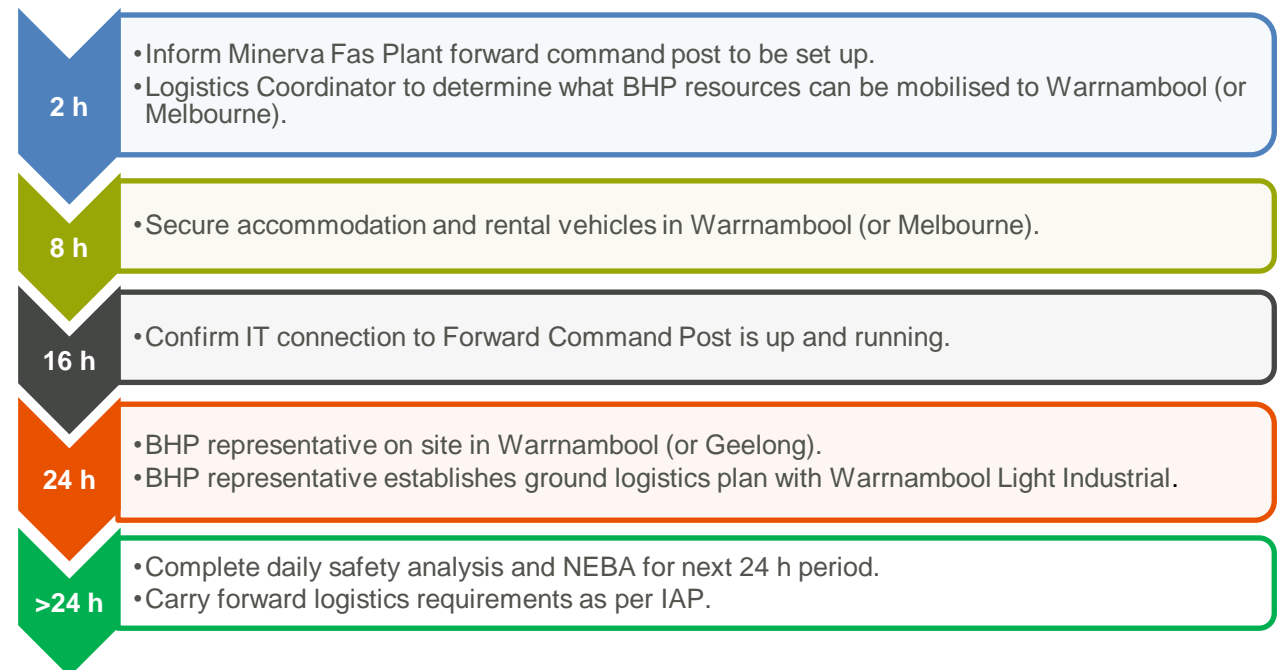 2 h
•Inform Minerva Fas Plant forward command post to be set up.
•Logistics Coordinator to determine what BHP resources can be mobilised to Warrnambool (or
Melbourne).
8 h
•Secure accommodation and rental vehicles in Warrnambool (or Melbourne).
16 h
•Confirm IT connection to Forward Command Post is up and running.
24 h
•BHP representative on site in Warrnambool (or Geelong).
•BHP representative establishes ground logistics plan with Warrnambool Light Industrial.
>24 h
•Complete daily safety analysis and NEBA for next 24 h period.
•Carry forward logistics requirements as per IAP.